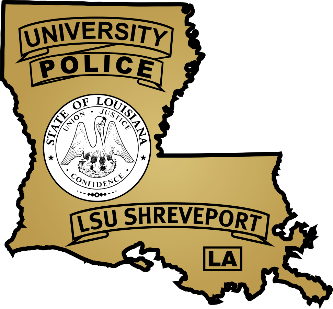 UNIVERSITY
POLICE
STATE OF LOUISIANA
UNION · JUSTICE
CONFIDENCE
LSU SHREVEPORT
LA